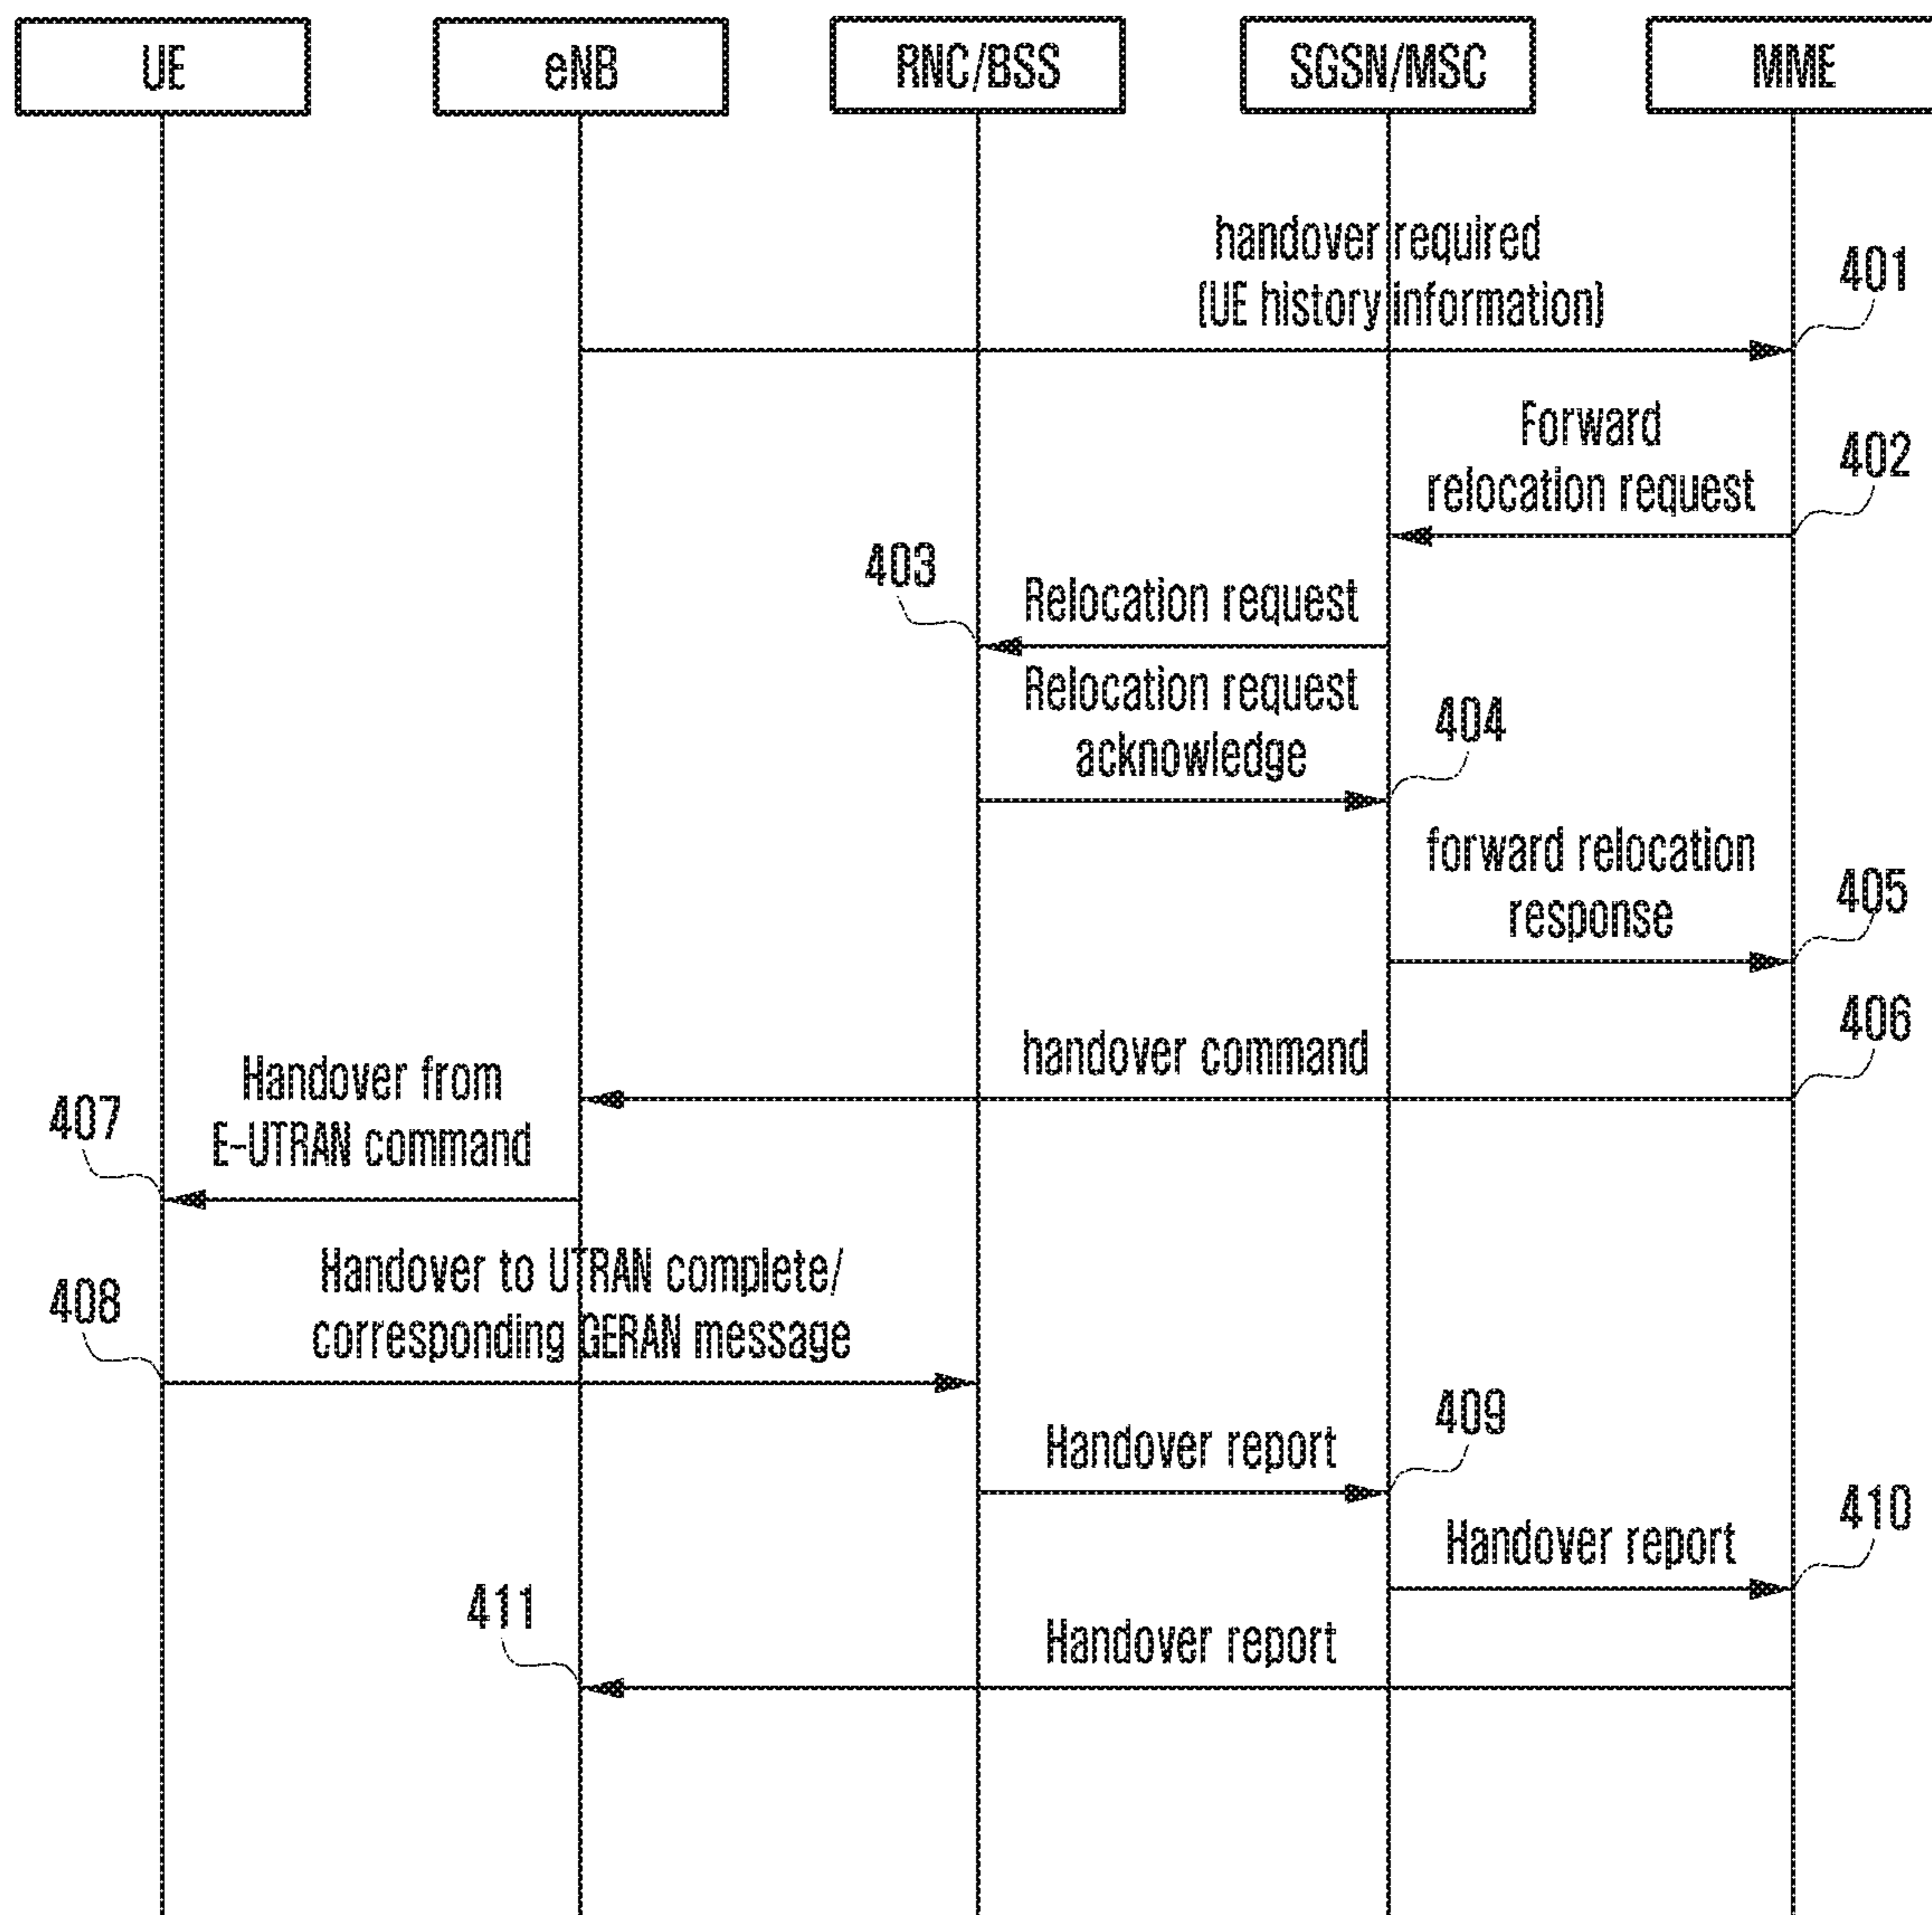 UE
eNB
RNC/BSS
SGSN/MSC
MME
handover required
(UE history information)
401
Forward
relocation request
402
403
Relocation request
Relocation request
acknowledge
404
forward relocation
response
405
406
handover command
Handover from
E-UTRAN command
407
Handover to UTRAN complete/
corresponding GERAN message
408
Handover report
409
Handover report
410
411
Handover report